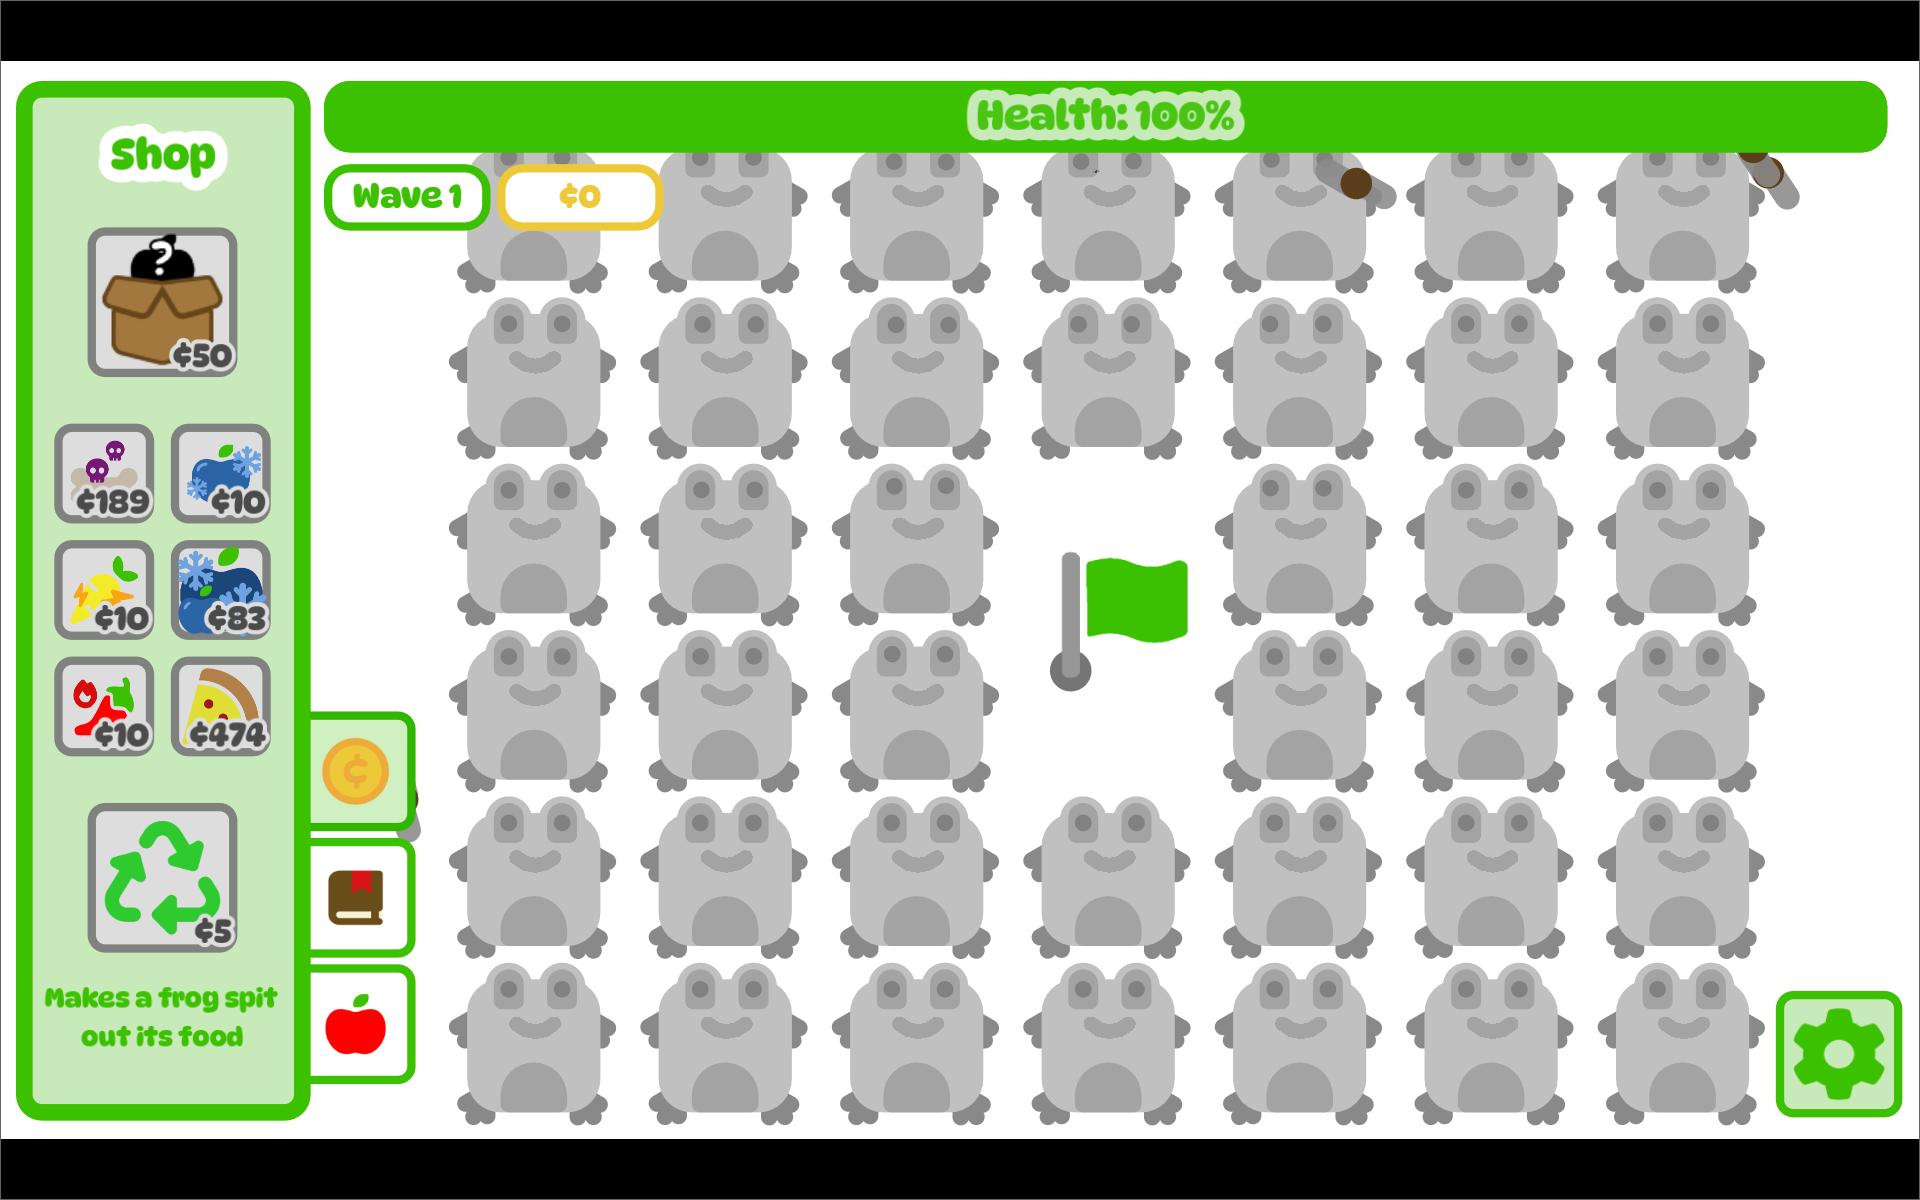 Health: 100%
Shop
Wave 1
¢0
?
¢50
¢189
¢10
¢10
¢83
¢10
¢474
¢
¢5
Makes a frog spit
out its food